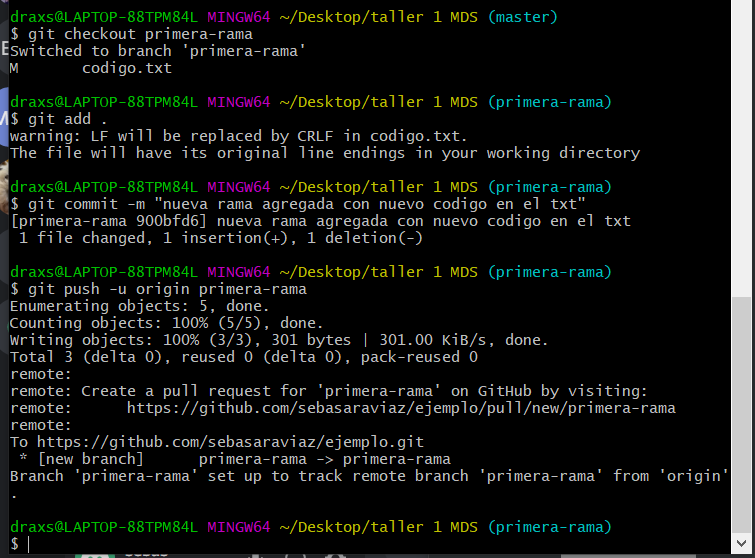 draxs@LAPTOP-88TPM84L MINGW64 ~/Desktop/taller 1 MDS (master)
$ git checkout primera-rama
Switched to branch 'primera-rama'
M       codigo.txt

draxs@LAPTOP-88TPM84L MINGW64 ~/Desktop/taller 1 MDS (primera-rama)
$ git add .
warning: LF will be replaced by CRLF in codigo.txt.
The file will have its original line endings in your working directory

draxs@LAPTOP-88TPM84L MINGW64 ~/Desktop/taller 1 MDS (primera-rama)
$ git commit -m "nueva rama agregada con nuevo codigo en el txt"
[primera-rama 900bfd6] nueva rama agregada con nuevo codigo en el txt
 1 file changed, 1 insertion(+), 1 deletion(-)

draxs@LAPTOP-88TPM84L MINGW64 ~/Desktop/taller 1 MDS (primera-rama)
$ git push -u origin primera-rama
Enumerating objects: 5, done.
Counting objects: 100% (5/5), done.
Writing objects: 100% (3/3), 301 bytes | 301.00 KiB/s, done.
Total 3 (delta 0), reused 0 (delta 0), pack-reused 0
remote:
remote: Create a pull request for 'primera-rama' on GitHub by visiting:
remote:      https://github.com/sebasaraviaz/ejemplo/pull/new/primera-rama
remote:
To https://github.com/sebasaraviaz/ejemplo.git
 * [new branch]      primera-rama -> primera-rama
Branch 'primera-rama' set up to track remote branch 'primera-rama' from 'origin'
.

draxs@LAPTOP-88TPM84L MINGW64 ~/Desktop/taller 1 MDS (primera-rama)
$